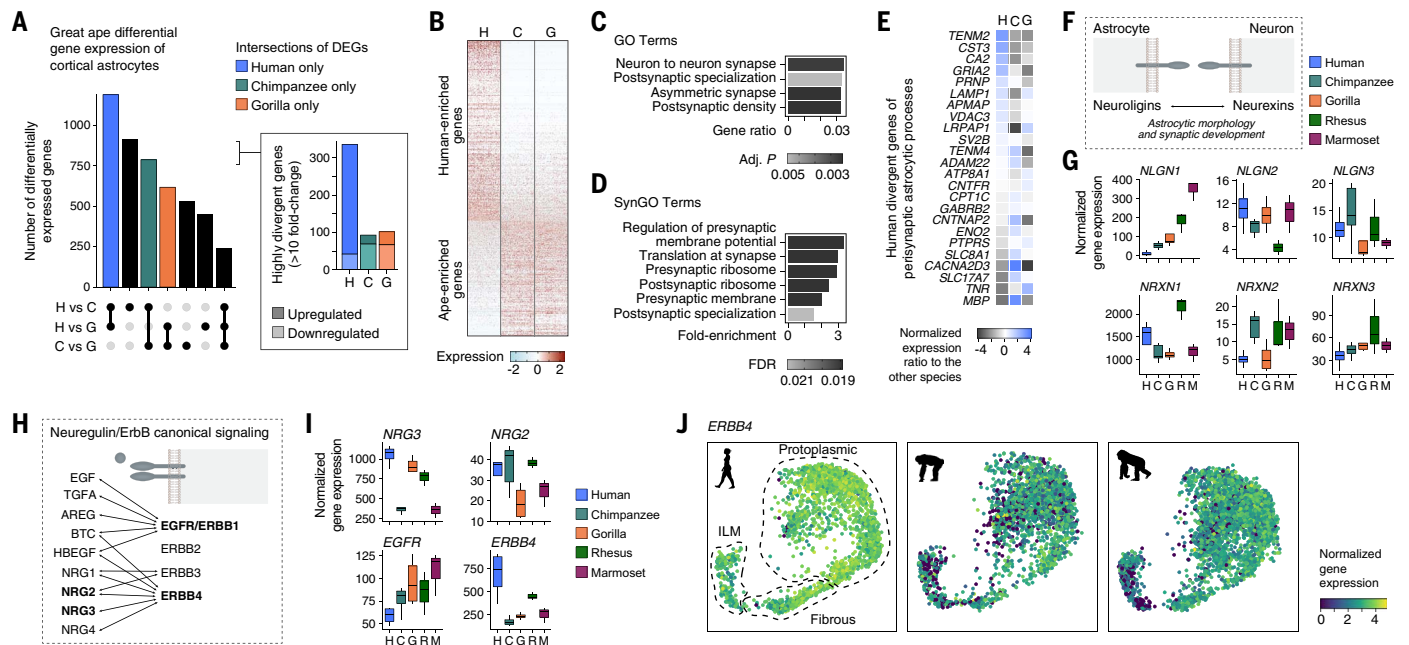 A
Great ape differential
gene expression of
cortical astrocytes
Intersections of DEGs
Human only
Chimpanzee only
Gorilla only
Number of differentially
expressed genes
1000
750
500
250
0
H vs C
H vs G
C vs G
Highly divergent genes
(>10 fold-change)
300
200
100
0
H C G
Upregulated
Downregulated
B
H C G
Human-enriched
genes
Ape-enriched
genes
Expression
-2 0 2
C
GO Terms
Neuron to neuron synapse
Postsynaptic specialization
Asymmetric synapse
Postsynaptic density
Gene ratio 0 0.03
Adj. P
0.005 0.003
D
SynGO Terms
Regulation of presynaptic
membrane potential
Translation at synapse
Presynaptic ribosome
Postsynaptic ribosome
Presynaptic membrane
Postsynaptic specialization
Fold-enrichment 0 3
FDR
0.021 0.019
E
H C G
Human divergent genes of
perisynaptic astrocytic processes
TENM2
CST3
CA2
GRIA2
PRNP
LAMP1
APMAP
VDAC3
LRPAP1
SV2B
TENM4
ADAM22
ATP8A1
CNTFR
CPT1C
GABRB2
CNTNAP2
ENO2
PTPRS
SLC8A1
CACNA2D3
SLC17A7
TNR
MBP
Normalized
expression
ratio to the
other species
-4 0 4
F
Astrocyte Neuron
Neuroligins Neurexins
Astrocytic morphology
and synaptic development
Human
Chimpanzee
Gorilla
Rhesus
Marmoset
G
Normalized
gene expression
NLGN1
400
300
200
100
0
NLGN2
16
12
8
4
NLGN3
20
15
10
NRXN1
2000
1500
1000
H C G R M
NRXN2
20
15
10
5
H C G R M
NRXN3
90
60
30
H C G R M
H
Neuregulin/ErbB canonical signaling
EGF
TGFA
AREG
BTC
HBEGF
NRG1
NRG2
NRG3
NRG4
EGFR/ERBB1
ERBB2
ERBB3
ERBB4
I
Normalized
gene expression
NRG3
1000
750
500
250
NRG2
40
30
20
10
EGFR
125
100
75
50
H C G R M
ERBB4
750
500
250
H C G R M
Human
Chimpanzee
Gorilla
Rhesus
Marmoset
J
ERBB4
Protoplasmic
ILM
Fibrous
Normalized
gene
expression
0 2 4